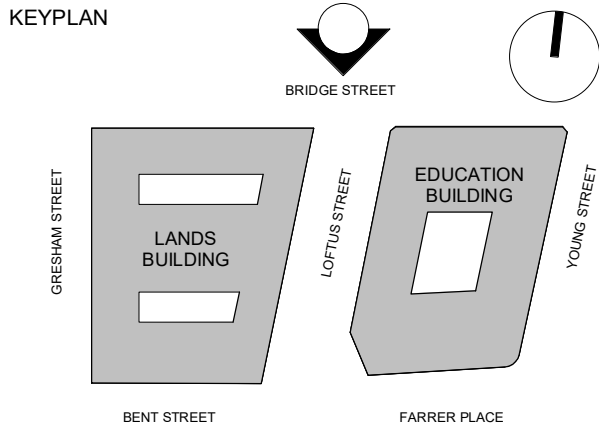 KEYPLAN
BRIDGE STREET
GRESHAM STREET
LANDS
BUILDING
LOFTUS STREET
EDUCATION
BUILDING
YOUNG STREET
BENT STREET
FARRER PLACE